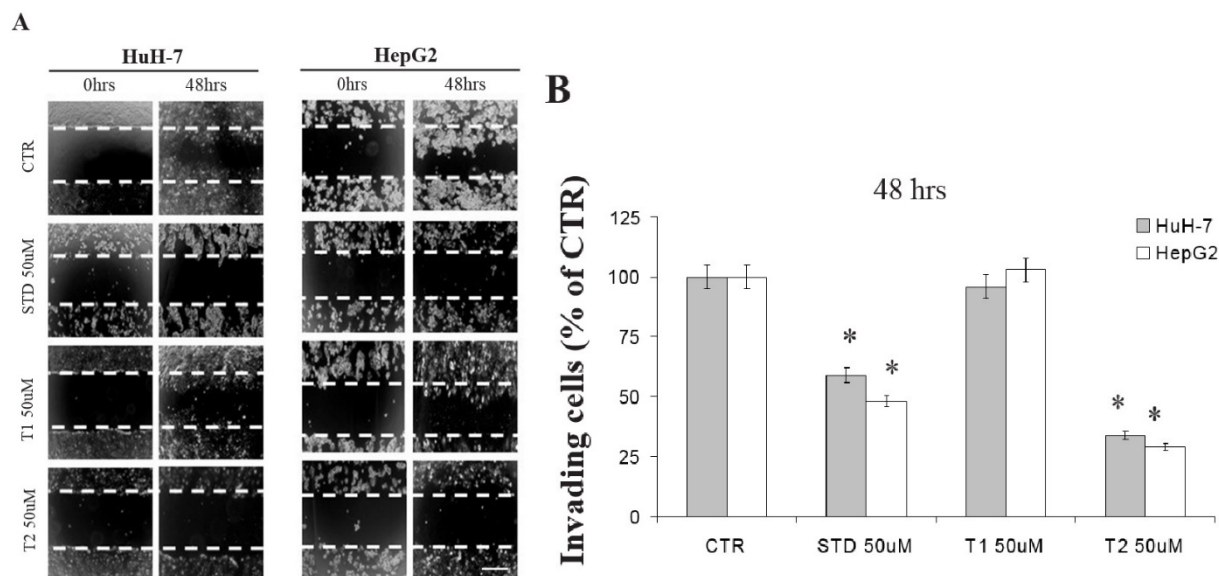 A
HuH-7
HepG2
0hrs
48hrs
0hrs
48hrs
CTR
STD 50uM
T1 50uM
T2 50uM
B
48 hrs
Invading cells (% of CTR)
125
100
75
50
25
0
HuH-7
HepG2
*
*
*
*
CTR
STD 50uM
T1 50uM
T2 50uM